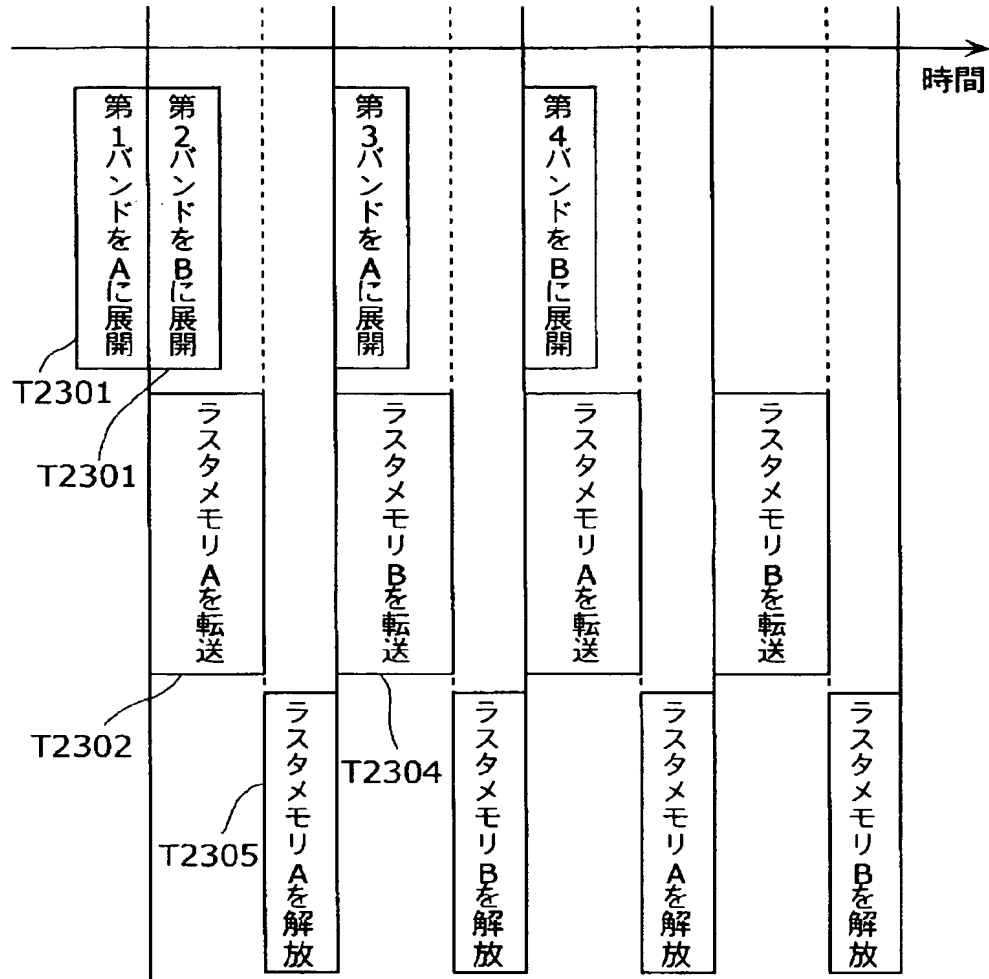 時間
第1バンドをAに展開
第2バンドをBに展開
第3バンドをAに展開
第4バンドをBに展開
T2301
T2301
ラスタメモリAを転送
ラスタメモリBを転送
ラスタメモリAを転送
ラスタメモリBを転送
T2302
T2304
T2305
ラスタメモリAを解放
ラスタメモリBを解放
ラスタメモリAを解放
ラスタメモリBを解放